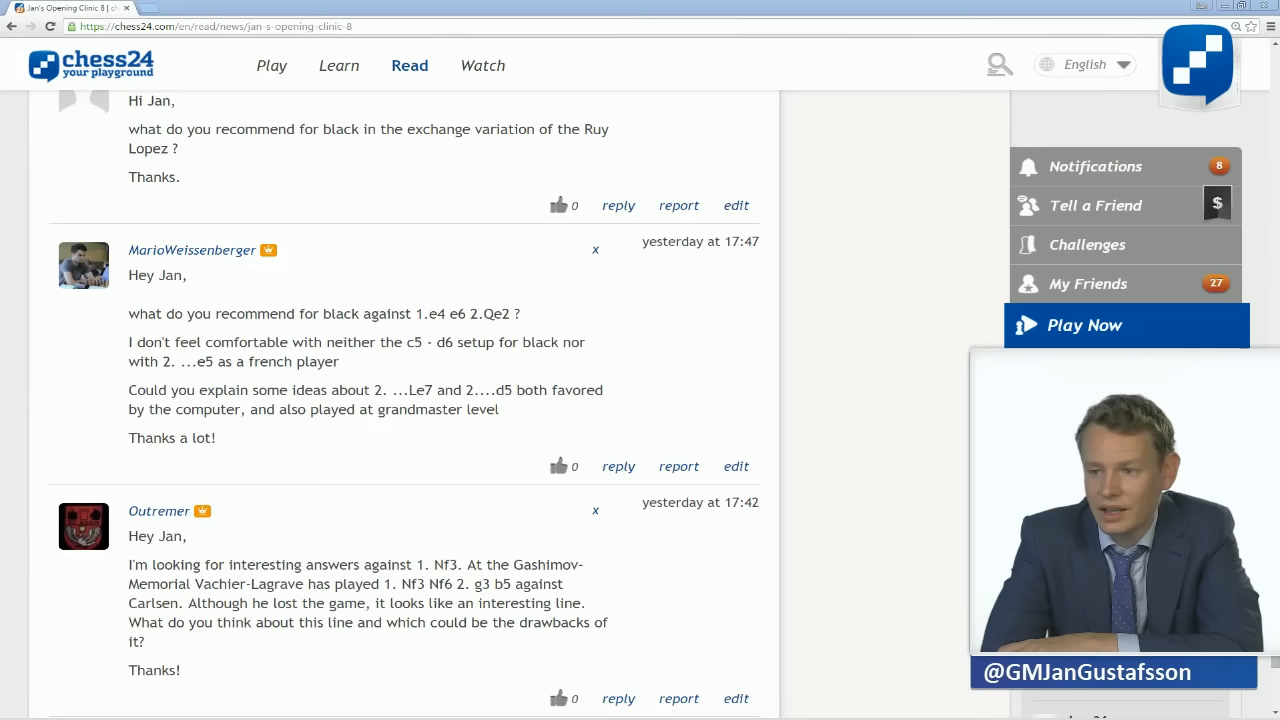 Jan's Opening Clinic 8 | ch
Jan
https://chess24.com/en/read/news/jan-s-opening-clinic-8
chess24
your playground
Play
Learn
Read
Watch
English
Hi Jan,
what do you recommend for black in the exchange variation of the Ruy
Lopez ?
Thanks.
0 reply report edit
MarioWeissenberger
x
yesterday at 17:47
Hey Jan,
what do you recommend for black against 1.e4 e6 2.Qe2 ?
I don't feel comfortable with neither the c5 - d6 setup for black nor
with 2. ...e5 as a french player
Could you explain some ideas about 2. ...Le7 and 2....d5 both favored
by the computer, and also played at grandmaster level
Thanks a lot!
0 reply report edit
Outremer
x
yesterday at 17:42
Hey Jan,
I'm looking for interesting answers against 1. Nf3. At the Gashimov-
Memorial Vachier-Lagrave has played 1. Nf3 Nf6 2. g3 b5 against
Carlsen. Although he lost the game, it looks like an interesting line.
What do you think about this line and which could be the drawbacks of
it?
Thanks!
0 reply report edit
Notifications 8
Tell a Friend $
Challenges
My Friends 27
Play Now
@GMJanGustafsson